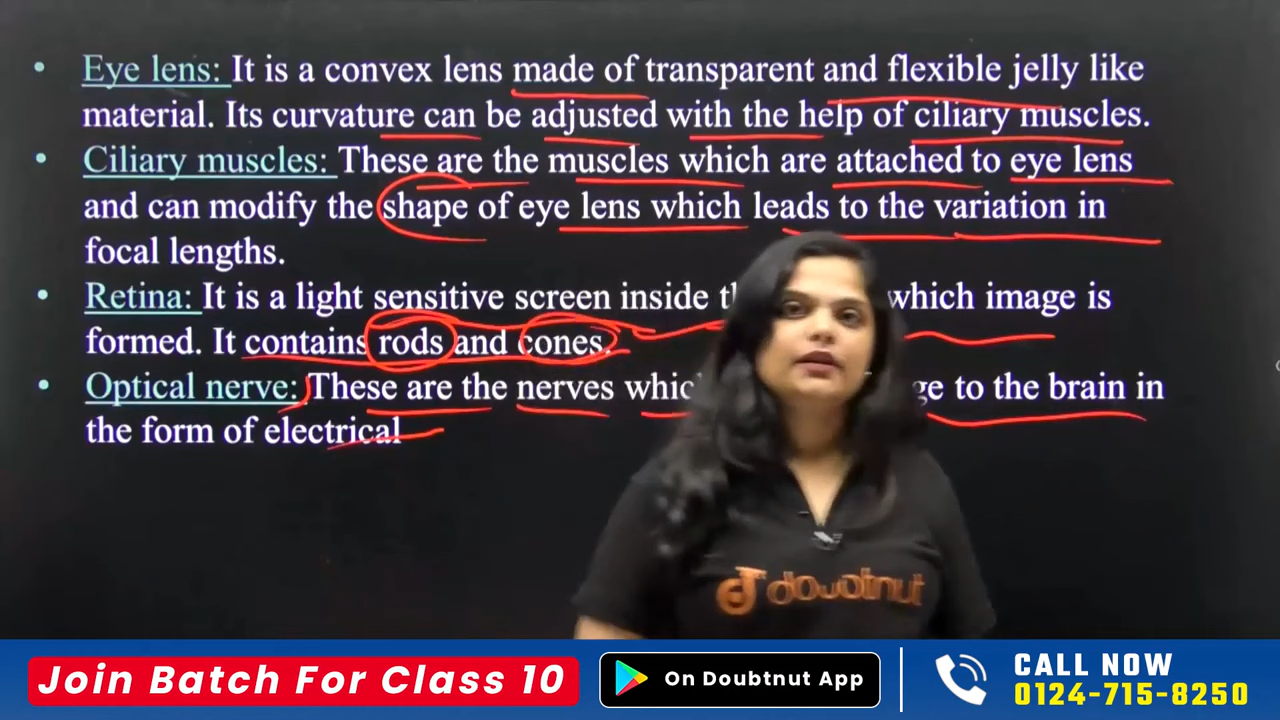 • Eye lens: It is a convex lens made of transparent and flexible jelly like
material. Its curvature can be adjusted with the help of ciliary muscles.
• Ciliary muscles: These are the muscles which are attached to eye lens
and can modify the shape of eye lens which leads to the variation in
focal lengths.
• Retina: It is a light sensitive screen inside which image is
formed. It contains rods and cones.
• Optical nerve: These are the nerves to the brain in
the form of electrical
doubtnut
Join Batch For Class 10
On Doubtnut App
CALL NOW
0124-715-8250